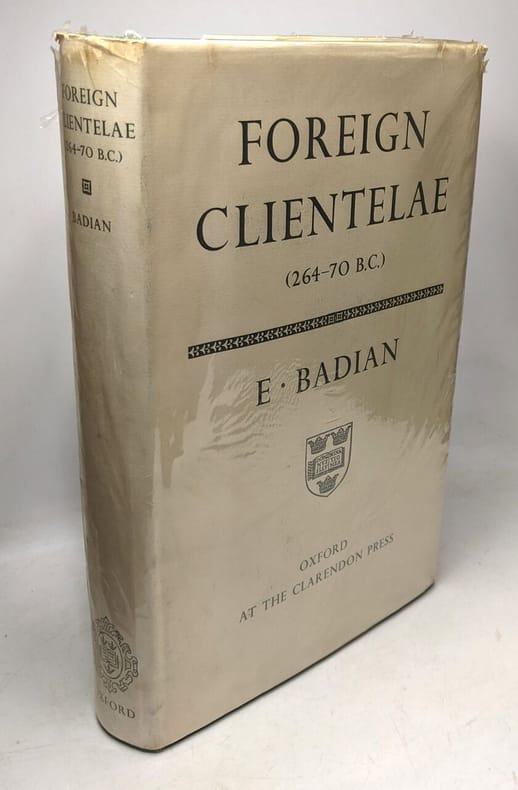 FOREIGN
CLIENTELAE
(264–70 B.C.)
E · BADIAN
OXFORD
AT THE CLARENDON PRESS
FOREIGN
CLIENTELAE
(264-70 B.C.)
BADIAN
OXFORD